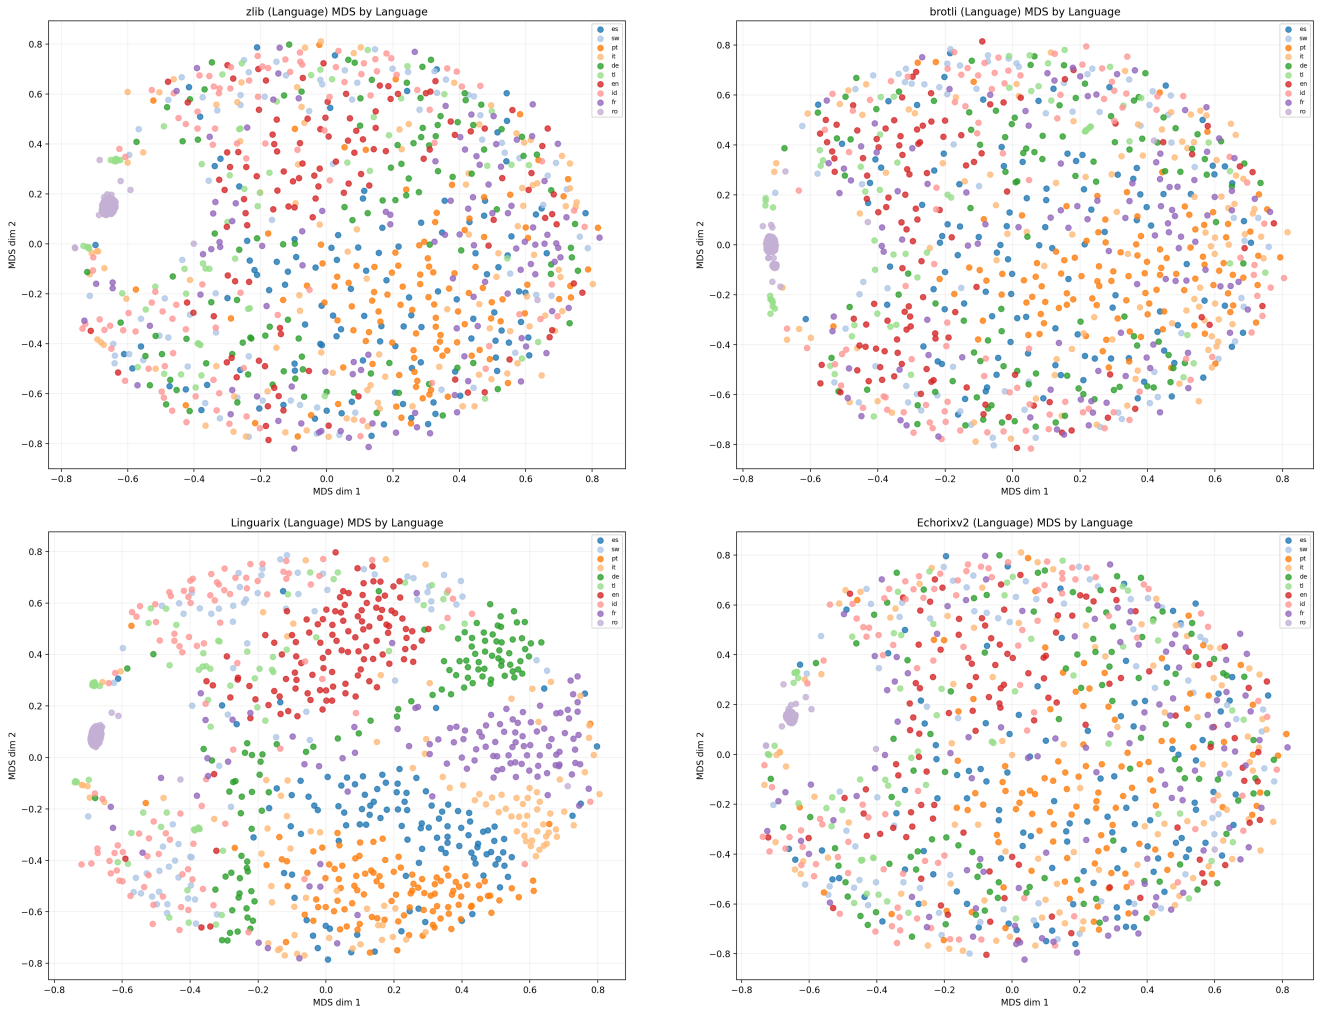 zlib (Language) MDS by Language
0.8
0.6
0.4
0.2
0.0
−0.2
−0.4
−0.6
−0.8
MDS dim 2
−0.8 −0.6 −0.4 −0.2 0.0 0.2 0.4 0.6 0.8
MDS dim 1
es
sw
pt
it
de
tl
en
id
fr
ro
brotli (Language) MDS by Language
0.8
0.6
0.4
0.2
0.0
−0.2
−0.4
−0.6
−0.8
MDS dim 2
−0.8 −0.6 −0.4 −0.2 0.0 0.2 0.4 0.6 0.8
MDS dim 1
es
sw
pt
it
de
tl
en
id
fr
ro
Linguarix (Language) MDS by Language
0.8
0.6
0.4
0.2
0.0
−0.2
−0.4
−0.6
−0.8
MDS dim 2
−0.8 −0.6 −0.4 −0.2 0.0 0.2 0.4 0.6 0.8
MDS dim 1
es
sw
pt
it
de
tl
en
id
fr
ro
Echorixv2 (Language) MDS by Language
0.8
0.6
0.4
0.2
0.0
−0.2
−0.4
−0.6
−0.8
MDS dim 2
−0.8 −0.6 −0.4 −0.2 0.0 0.2 0.4 0.6 0.8
MDS dim 1
es
sw
pt
it
de
tl
en
id
fr
ro